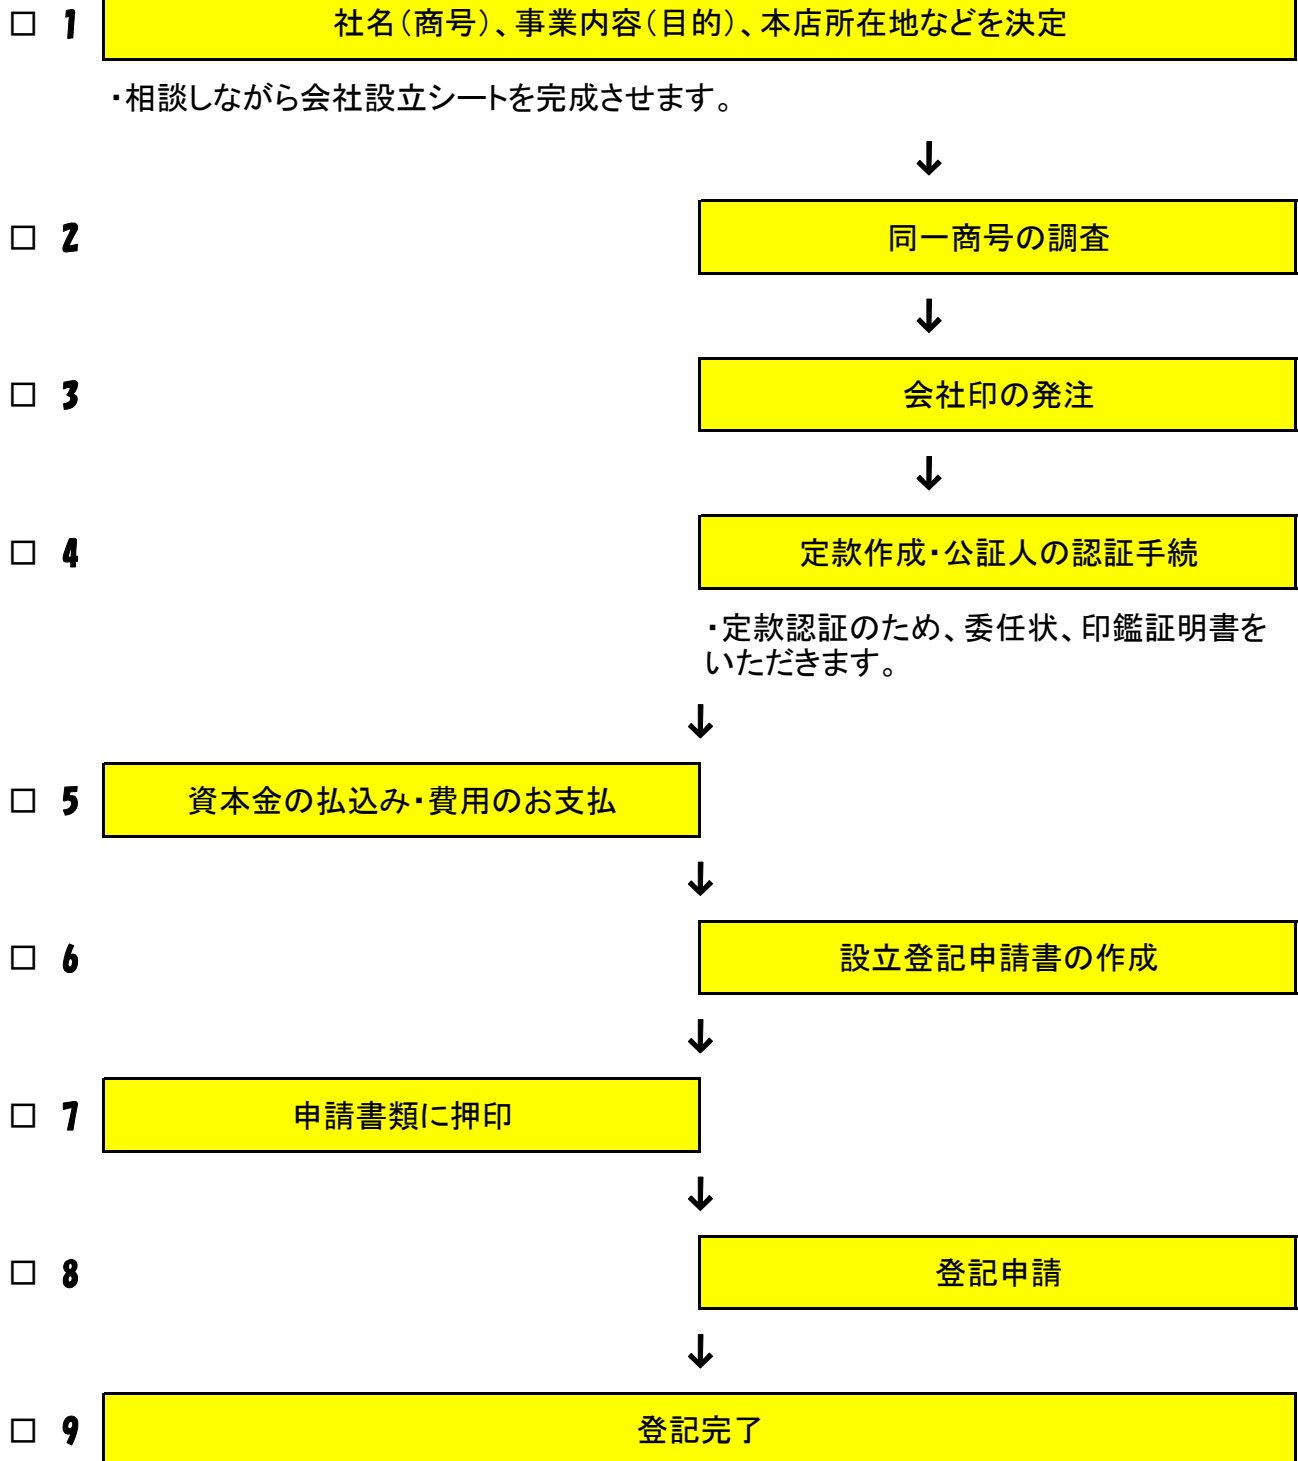 □ 1 社名（商号）、事業内容（目的）、本店所在地などを決定
・相談しながら会社設立シートを完成させます。
↓
□ 2 同一商号の調査
↓
□ 3 会社印の発注
↓
□ 4 定款作成・公証人の認証手続
・定款認証のため、委任状、印鑑証明書を
いただきます。
↓
□ 5 資本金の払込み・費用のお支払
↓
□ 6 設立登記申請書の作成
↓
□ 7 申請書類に押印
↓
□ 8 登記申請
↓
□ 9 登記完了